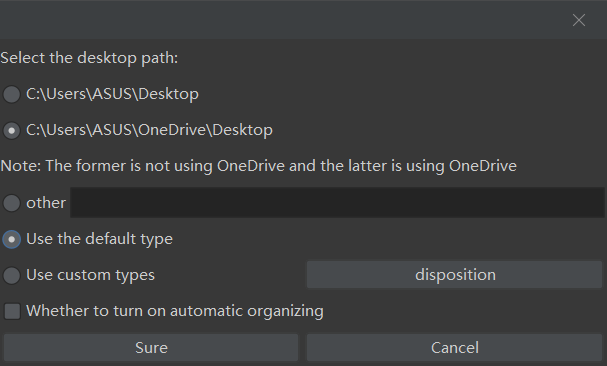 Select the desktop path:
C:\Users\ASUS\Desktop
C:\Users\ASUS\OneDrive\Desktop
Note: The former is not using OneDrive and the latter is using OneDrive
other
Use the default type
Use custom types
disposition
Whether to turn on automatic organizing
Sure
Cancel